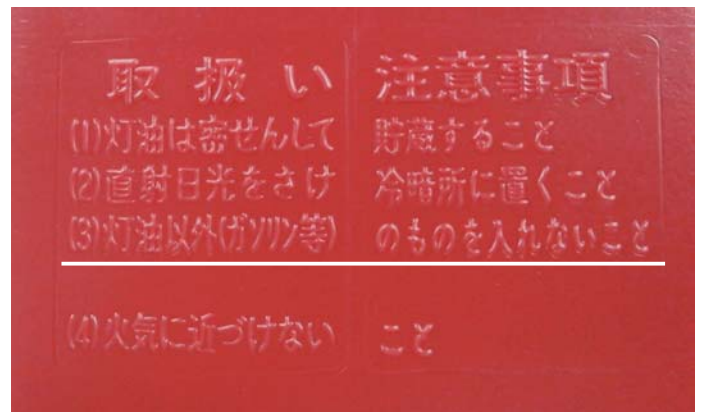 取扱い 注意事項
(1)灯油は密せんして 貯蔵すること
(2)直射日光をさけ 冷暗所に置くこと
(3)灯油以外(ガソリン等) のものを入れないこと
(4)火気に近づけない こと